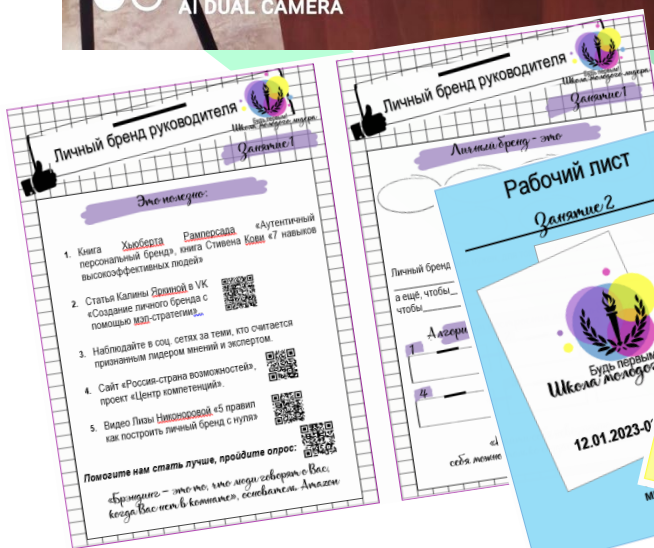 AI DUAL CAMERA
Личный бренд руководителя
Будь первым!
Школа молодого лидера
Занятие 1
Это полезно:
1. Книга Хьюберта Рамперсада «Аутентичный
персональный бренд», книга Стивена Кови «7 навыков
высокоэффективных людей»
2. Статья Калины Яркиной в VK
«Создание личного бренда с
помощью мэп-стратегии»
3. Наблюдайте в соц. сетях за теми, кто считается
признанным лидером мнений и экспертом.
4. Сайт «Россия-страна возможностей»,
проект «Центр компетенций».
5. Видео Лизы Никоноровой «5 правил
как построить личный бренд с нуля»
Помогите нам стать лучше, пройдите опрос:
«Брэндинг – это то, что люди говорят о Вас,
когда Вас нет в комнате», основатель Amazon
Личный бренд руководителя
Школа молодого лидера
Занятие 1
Личный бренд - это
Личный бренд
а ещё, чтобы
чтобы
1
4
себя можно
Рабочий лист
Занятие 2
Будь первым
Школа молодого
12.01.2023